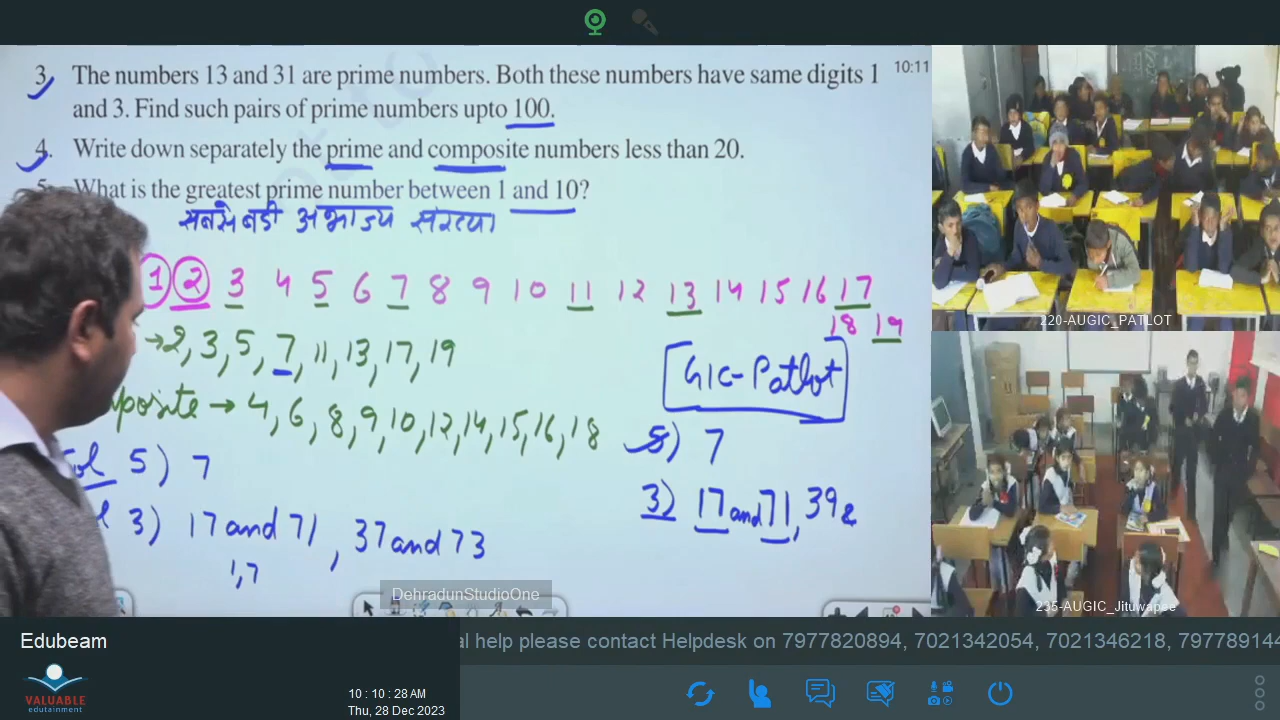 3. The numbers 13 and 31 are prime numbers. Both these numbers have same digits 1
and 3. Find such pairs of prime numbers upto 100.
10:11
4. Write down separately the prime and composite numbers less than 20.
5. What is the greatest prime number between 1 and 10?
सबसे बड़ी अभाज्य संख्या
1 2 3 4 5 6 7 8 9 10 11 12 13 14 15 16 17
18 19
→ 2, 3, 5, 7, 11, 13, 17, 19
GIC-Patlot
posite → 4, 6, 8, 9, 10, 12, 14, 15, 16, 18
Sol 5) 7
5) 7
3) 17 and 71, 37 and 73
1, 7
3) 17 and 71, 39 &
220-AUGIC_PATLOT
235-AUGIC_Jituwapee
DehradunStudioOne
Edubeam
al help please contact Helpdesk on 7977820894, 7021342054, 7021346218, 797789144
VALUABLE
edutainment
10 : 10 : 28 AM
Thu, 28 Dec 2023